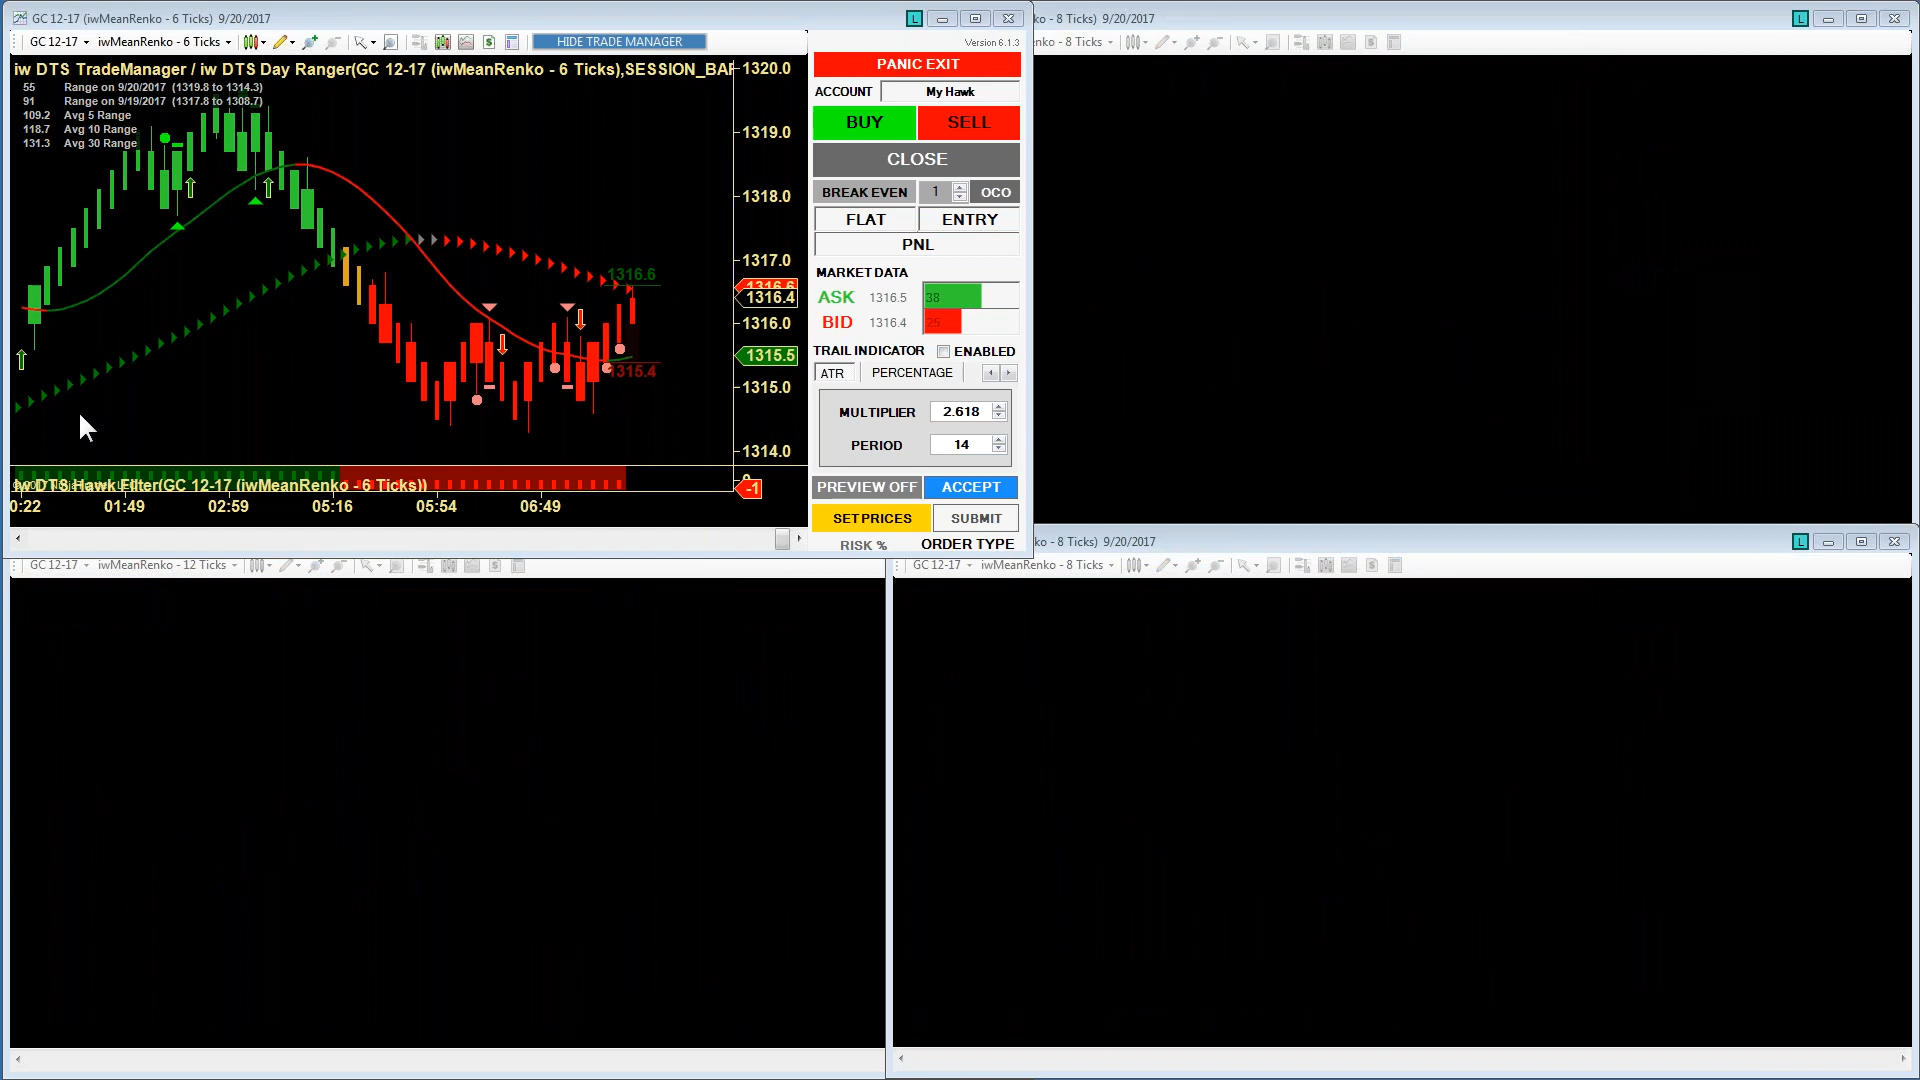 GC 12-17 (iwMeanRenko - 6 Ticks)  9/20/2017
ko - 8 Ticks)  9/20/2017
GC 12-17  iwMeanRenko - 6 Ticks  HIDE TRADE MANAGER
Version 6.1.3
nko - 8 Ticks
iw DTS TradeManager / iw DTS Day Ranger(GC 12-17 (iwMeanRenko - 6 Ticks),SESSION_BAR
55  Range on 9/20/2017  (1319.8 to 1314.3)
91  Range on 9/19/2017  (1317.8 to 1308.7)
109.2  Avg 5 Range
118.7  Avg 10 Range
131.3  Avg 30 Range
1320.0
1319.0
1318.0
1317.0
1316.6
1316.6
1316.4
1316.0
1315.5
1315.4
1315.0
1314.0
0
-1
iw DTS Hawk Filter(GC 12-17 (iwMeanRenko - 6 Ticks))
0:22  01:49  02:59  05:16  05:54  06:49
PANIC EXIT
ACCOUNT  My Hawk
BUY  SELL
CLOSE
BREAK EVEN  1  OCO
FLAT  ENTRY
PNL
MARKET DATA
ASK  1316.5  38
BID  1316.4  25
TRAIL INDICATOR  ENABLED
ATR  PERCENTAGE
MULTIPLIER  2.618
PERIOD  14
PREVIEW OFF  ACCEPT
SET PRICES  SUBMIT
RISK %  ORDER TYPE
ko - 8 Ticks)  9/20/2017
GC 12-17  iwMeanRenko - 12 Ticks
GC 12-17  iwMeanRenko - 8 Ticks